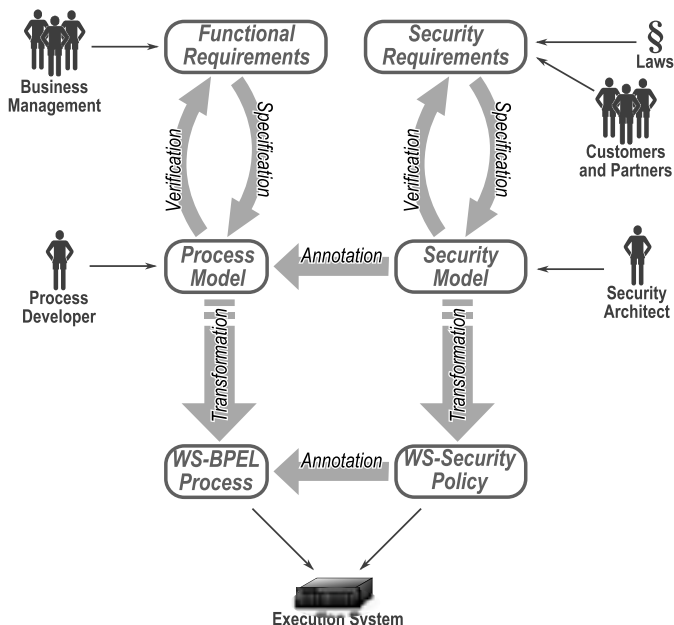 Functional
Requirements
Security
Requirements
§
Laws
Business
Management
Customers
and Partners
Verification
Specification
Verification
Specification
Process
Model
Annotation
Security
Model
Process
Developer
Security
Architect
Transformation
Transformation
WS-BPEL
Process
Annotation
WS-Security
Policy
Execution System